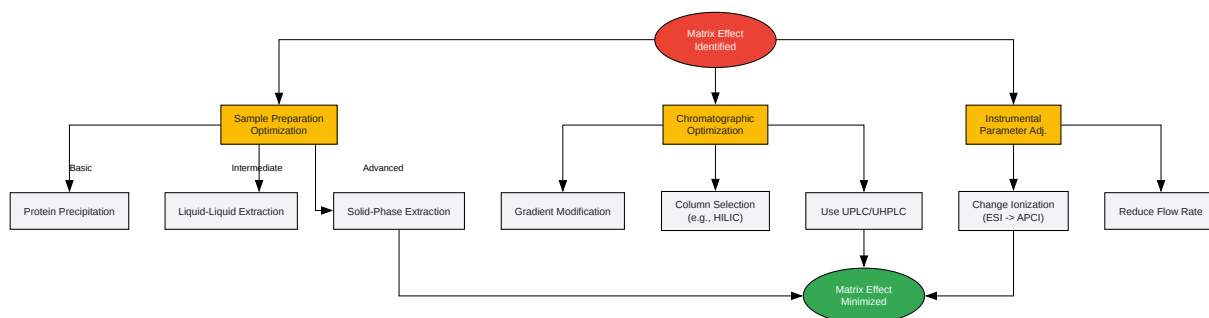 Matrix Effect
Identified
Sample Preparation
Optimization
Chromatographic
Optimization
Instrumental
Parameter Adj.
Basic
Intermediate
Advanced
Protein Precipitation
Liquid-Liquid Extraction
Solid-Phase Extraction
Gradient Modification
Column Selection
(e.g., HILIC)
Use UPLC/UHPLC
Change Ionization
(ESI -> APCI)
Reduce Flow Rate
Matrix Effect
Minimized